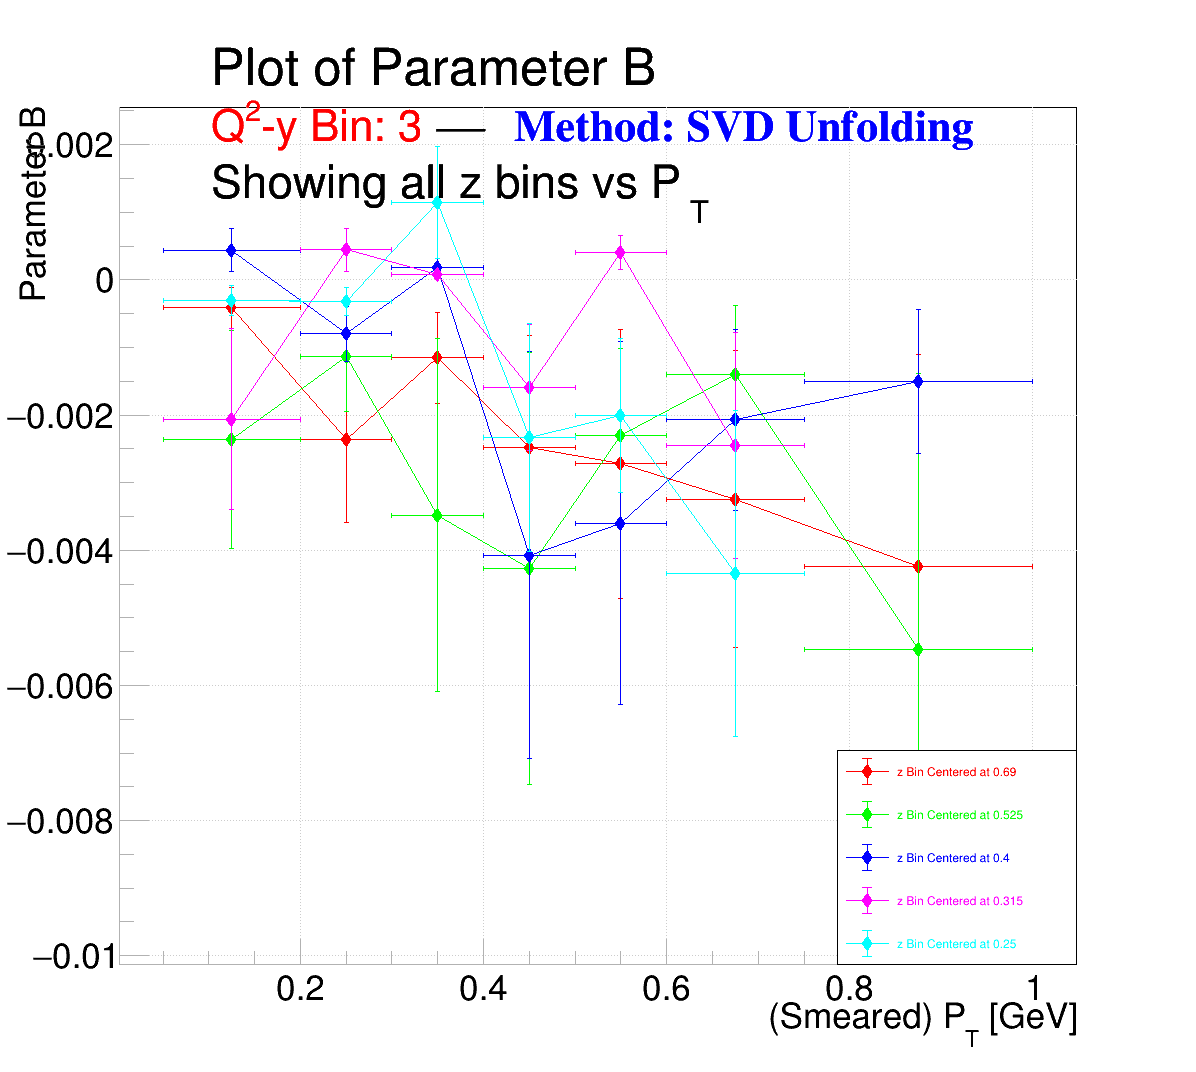 Plot of Parameter B
Q²-y Bin: 3 — Method: SVD Unfolding
Showing all z bins vs P_T
Parameter B
0.002
0
−0.002
−0.004
−0.006
−0.008
−0.01
z Bin Centered at 0.69
z Bin Centered at 0.525
z Bin Centered at 0.4
z Bin Centered at 0.315
z Bin Centered at 0.25
0.2 0.4 0.6 0.8 1
(Smeared) P_T [GeV]